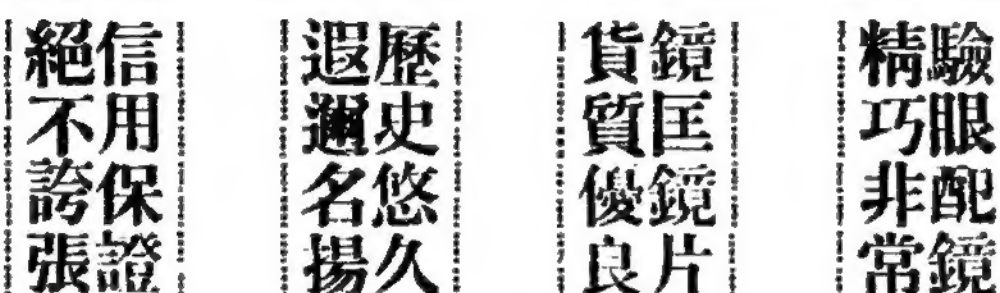 驗眼配鏡
精巧非常
鏡匡鏡片
貨質優良
歷史悠久
遐邇名揚
信用保證
絕不誇張